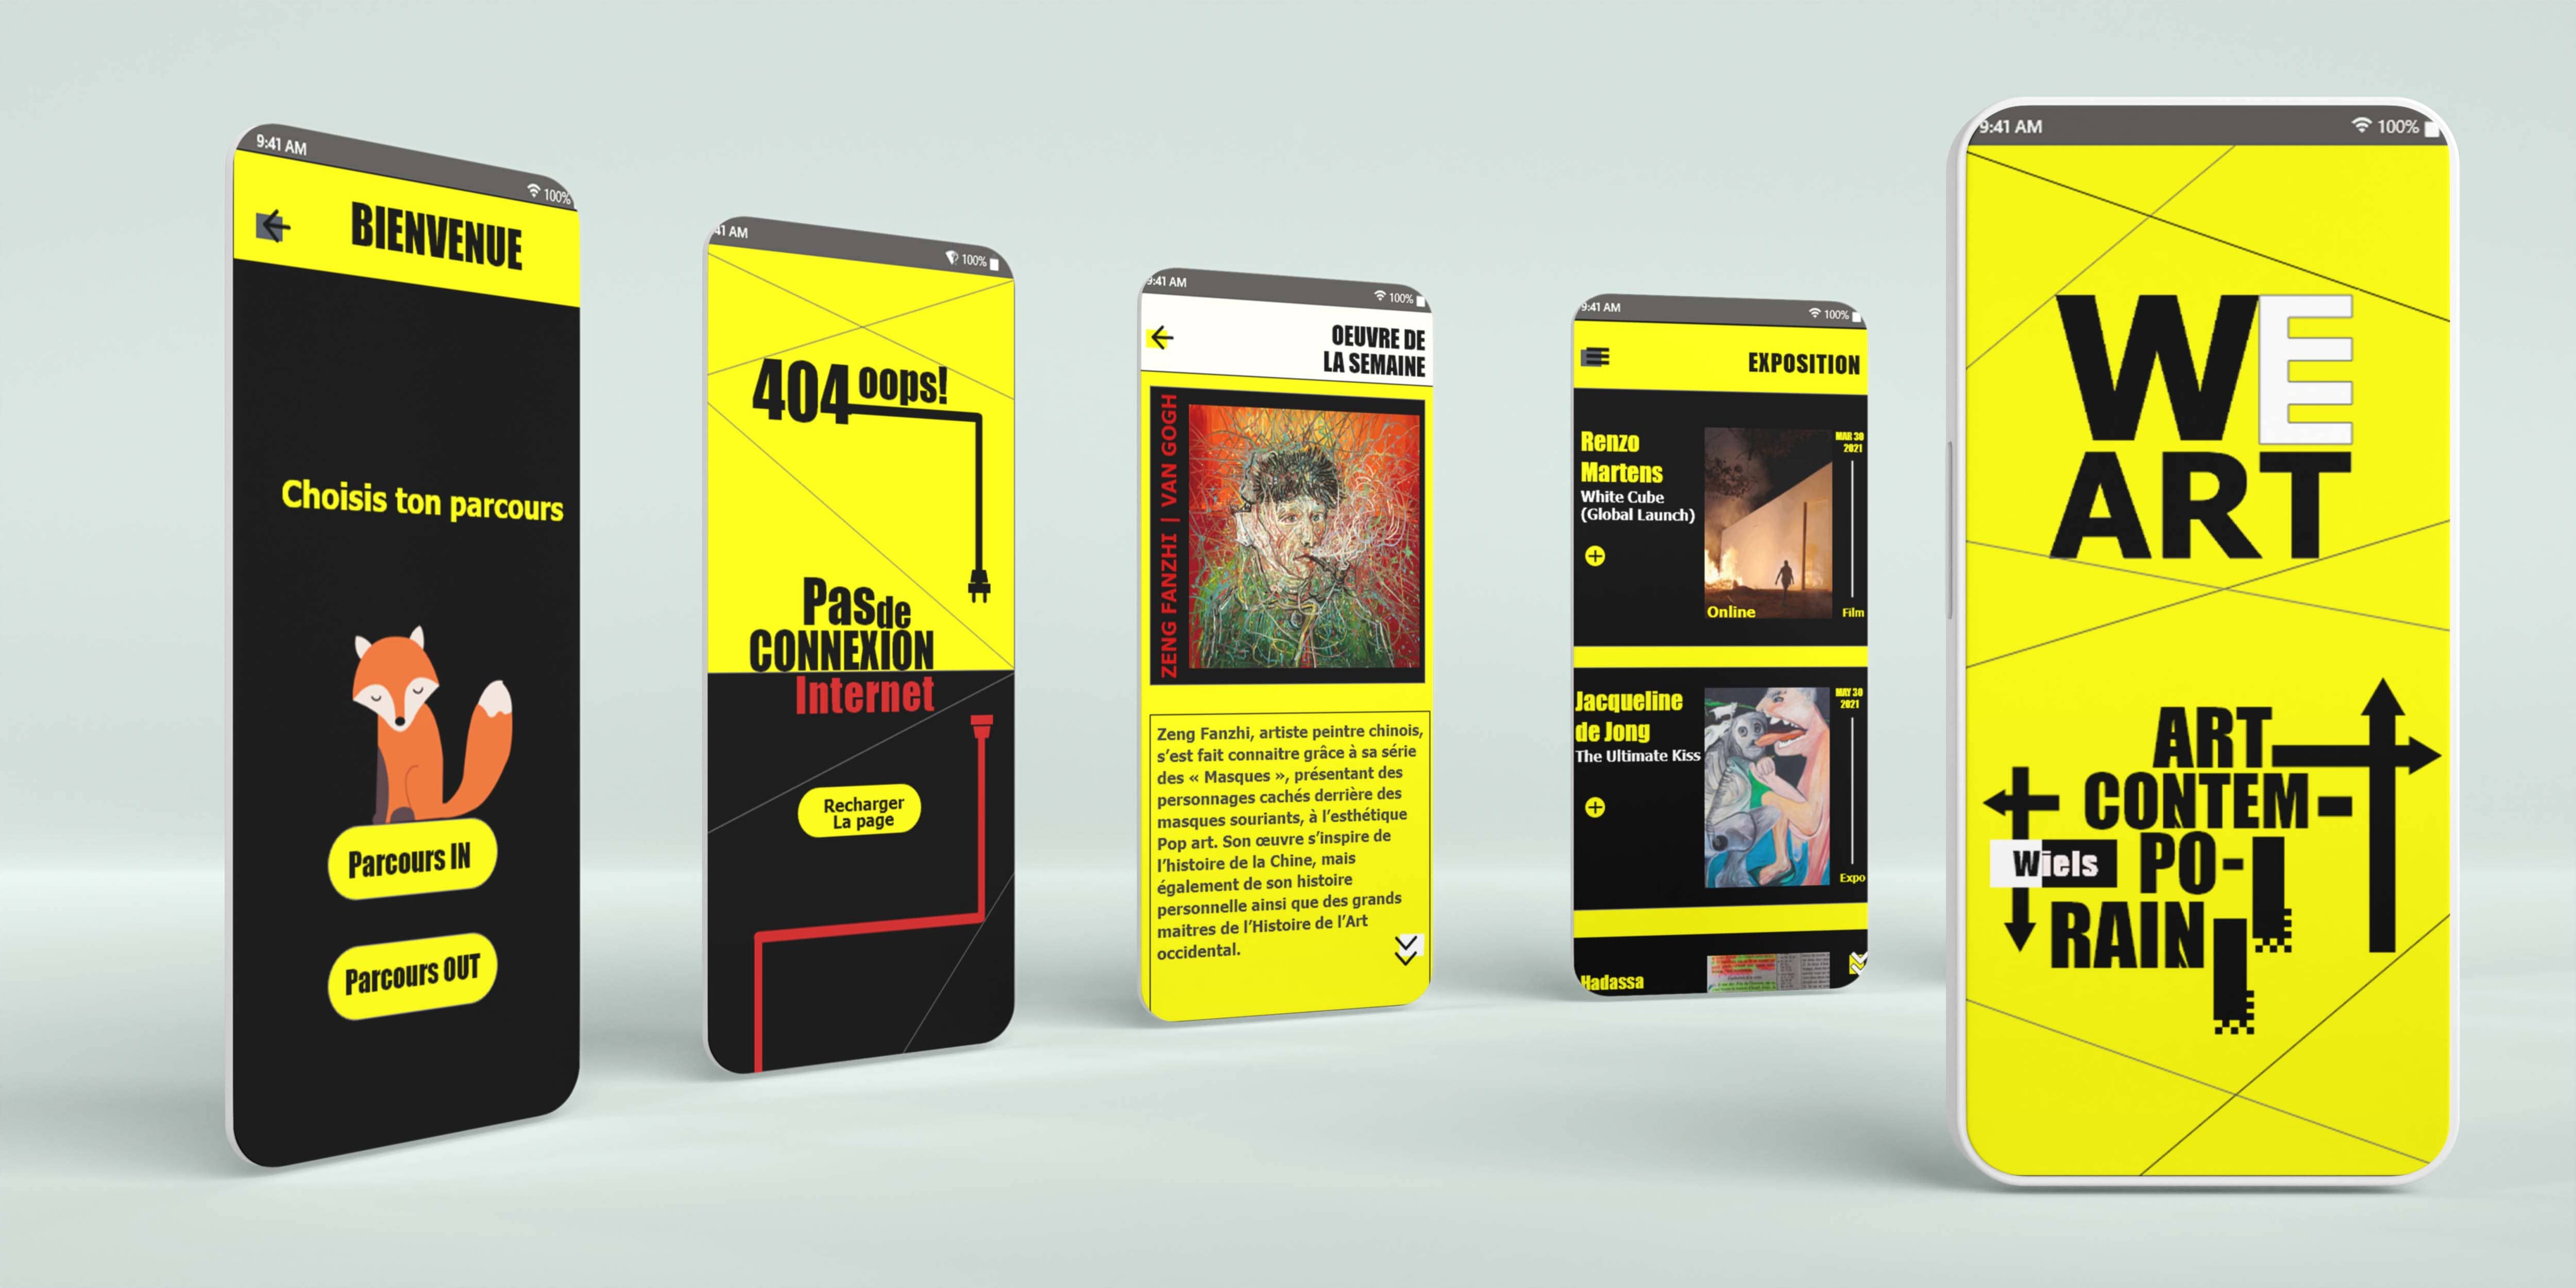 9:41 AM
100%
BIENVENUE
Choisis ton parcours
Parcours IN
Parcours OUT
41 AM
100%
404 oops!
Pas de
CONNEXION
Internet
Recharger
La page
9:41 AM
100%
OEUVRE DE
LA SEMAINE
ZENG FANZHI | VAN GOGH
Zeng Fanzhi, artiste peintre chinois,
s’est fait connaitre grâce à sa série
des « Masques », présentant des
personnages cachés derrière des
masques souriants, à l’esthétique
Pop art. Son œuvre s’inspire de
l’histoire de la Chine, mais
également de son histoire
personnelle ainsi que des grands
maitres de l’Histoire de l’Art
occidental.
9:41 AM
100%
EXPOSITION
Renzo
Martens
White Cube
(Global Launch)
MAR 30
2021
Online
Film
Jacqueline
de Jong
The Ultimate Kiss
MAY 30
2021
Expo
Hadassa
9:41 AM
100%
WE
ART
ART
CONTEM-
Wiels
PO-
RAIN